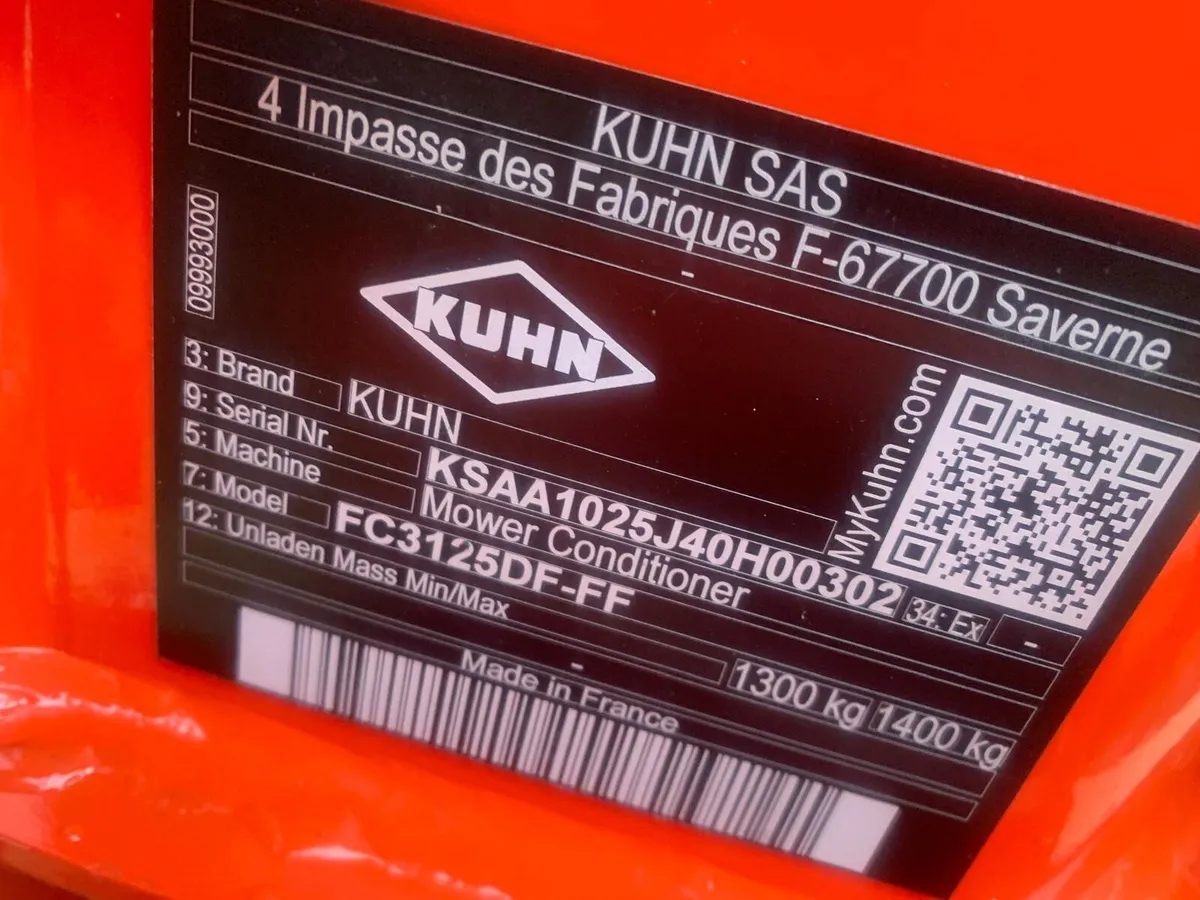 KUHN SAS
4 Impasse des Fabriques F-67700 Saverne
-
09993000
KUHN
MyKuhn.com
3: Brand KUHN
9: Serial Nr. KSAA1025J40H00302 34: Ex -
5: Machine Mower Conditioner
7: Model FC3125DF-FF
12: Unladen Mass Min/Max - 1300 kg 1400 kg
Made in France